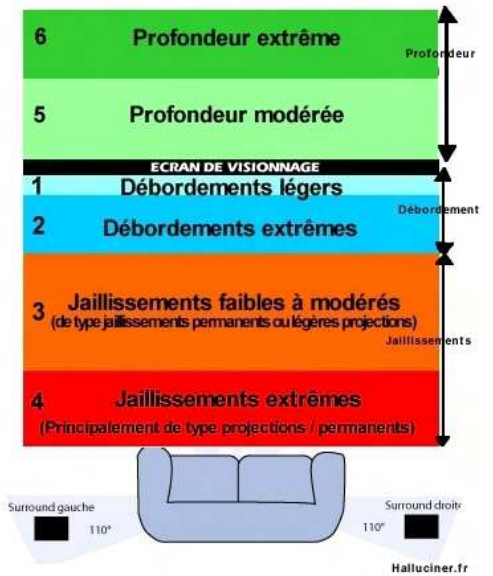 6 Profondeur extrême
Profondeur
5 Profondeur modérée
ECRAN DE VISIONNAGE
1 Débordements légers
Débordement
2 Débordements extrêmes
3 Jaillissements faibles à modérés
(de type jaillissements permanents ou légères projections)
Jaillissements
4 Jaillissements extrêmes
(Principalement de type projections / permanents)
Surround gauche
110°
Surround droite
110°
Halluciner.fr